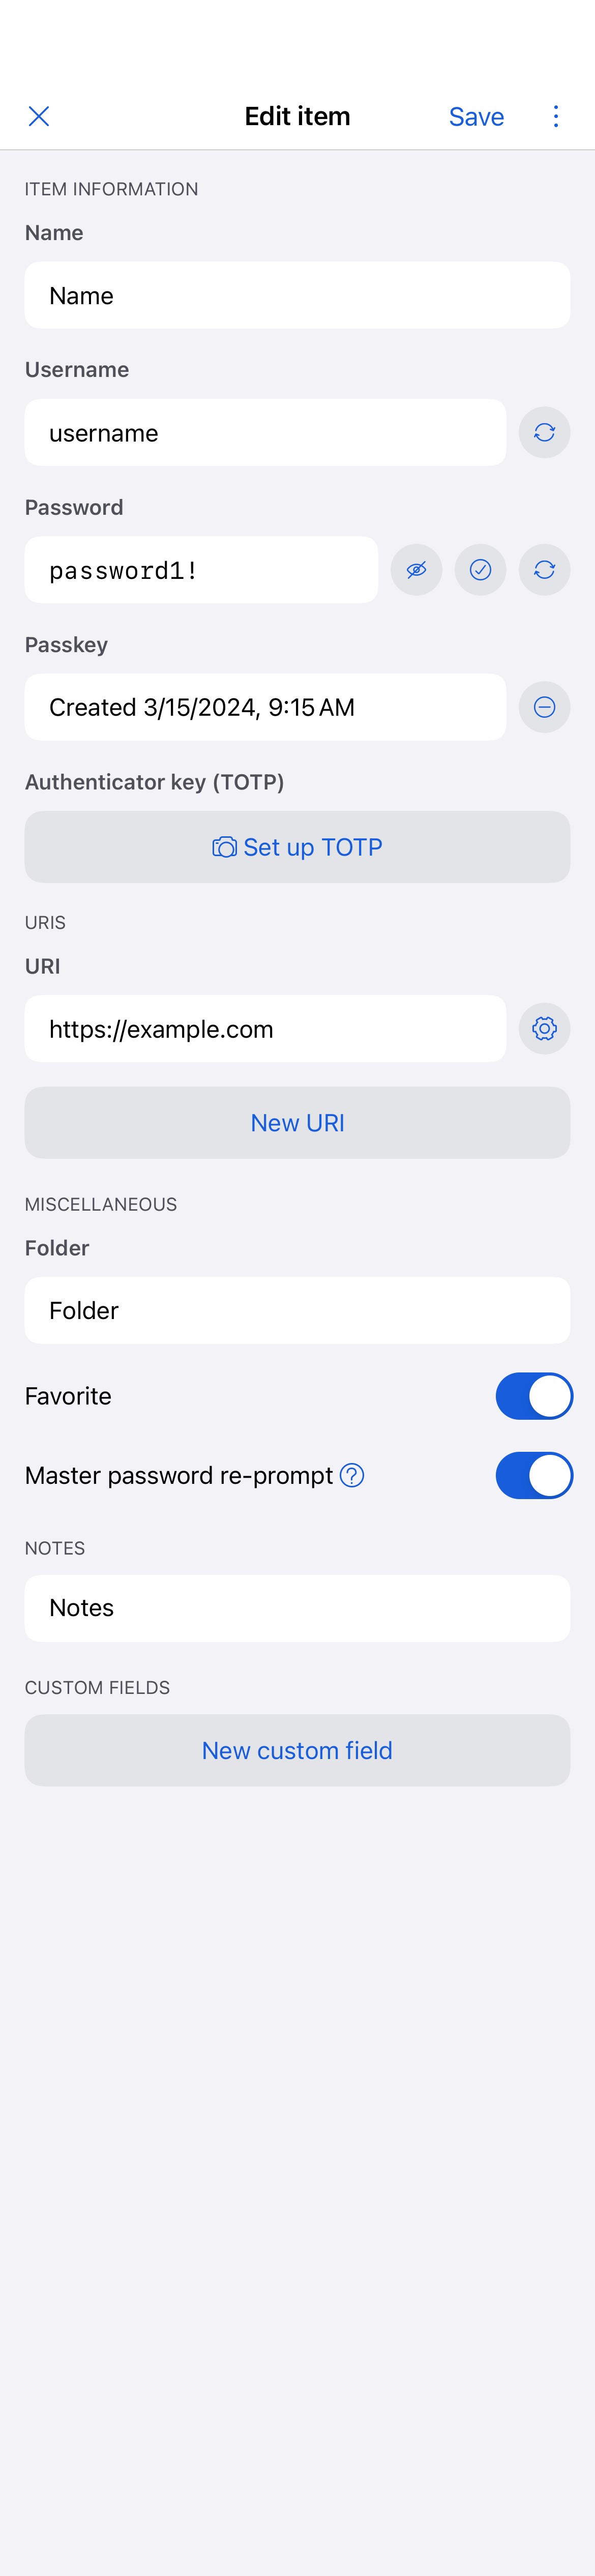 Edit item
Save
ITEM INFORMATION
Name
Name
Username
username
Password
password1!
Passkey
Created 3/15/2024, 9:15 AM
Authenticator key (TOTP)
Set up TOTP
URIS
URI
https://example.com
New URI
MISCELLANEOUS
Folder
Folder
Favorite
Master password re-prompt
NOTES
Notes
CUSTOM FIELDS
New custom field